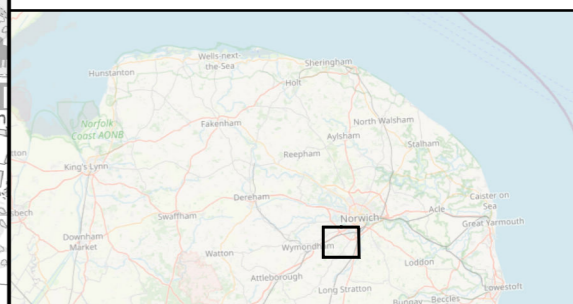 Wells-next
the-Sea
Sheringham
Hunstanton
Holt
Norfolk
Coast AONB
Fakenham
North Walsham
Aylsham
Stalham
Reepham
King's Lynn
Dereham
Caister on
Sea
Swaffham
Norwich
Acle
Great Yarmouth
Downham
Market
Wymondham
Watton
Loddon
Attleborough
Long Stratton
Lowestoft
Bungay
Beccles